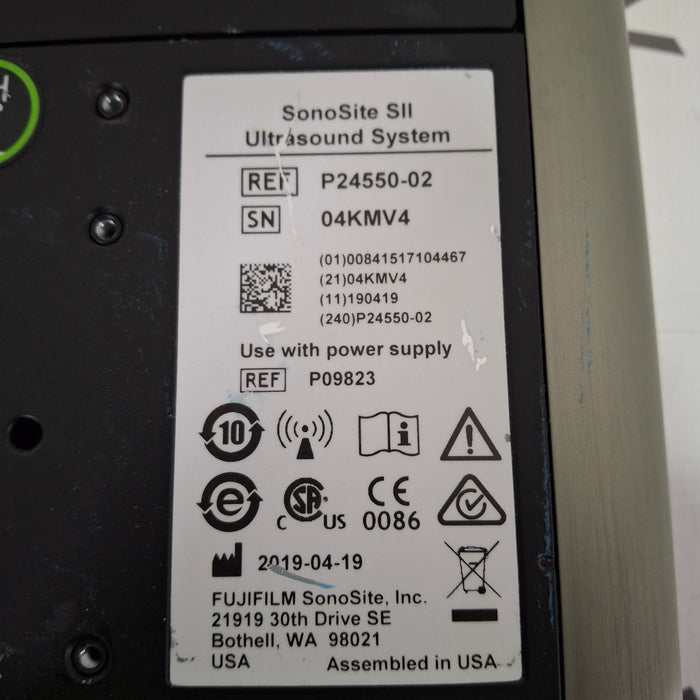 SonoSite SII
Ultrasound System
REF P24550-02
SN 04KMV4
(01)00841517104467
(21)04KMV4
(11)190419
(240)P24550-02
Use with power supply
REF P09823
10
i
e
SA
C US
CE
0086
2019-04-19
FUJIFILM SonoSite, Inc.
21919 30th Drive SE
Bothell, WA 98021
USA Assembled in USA